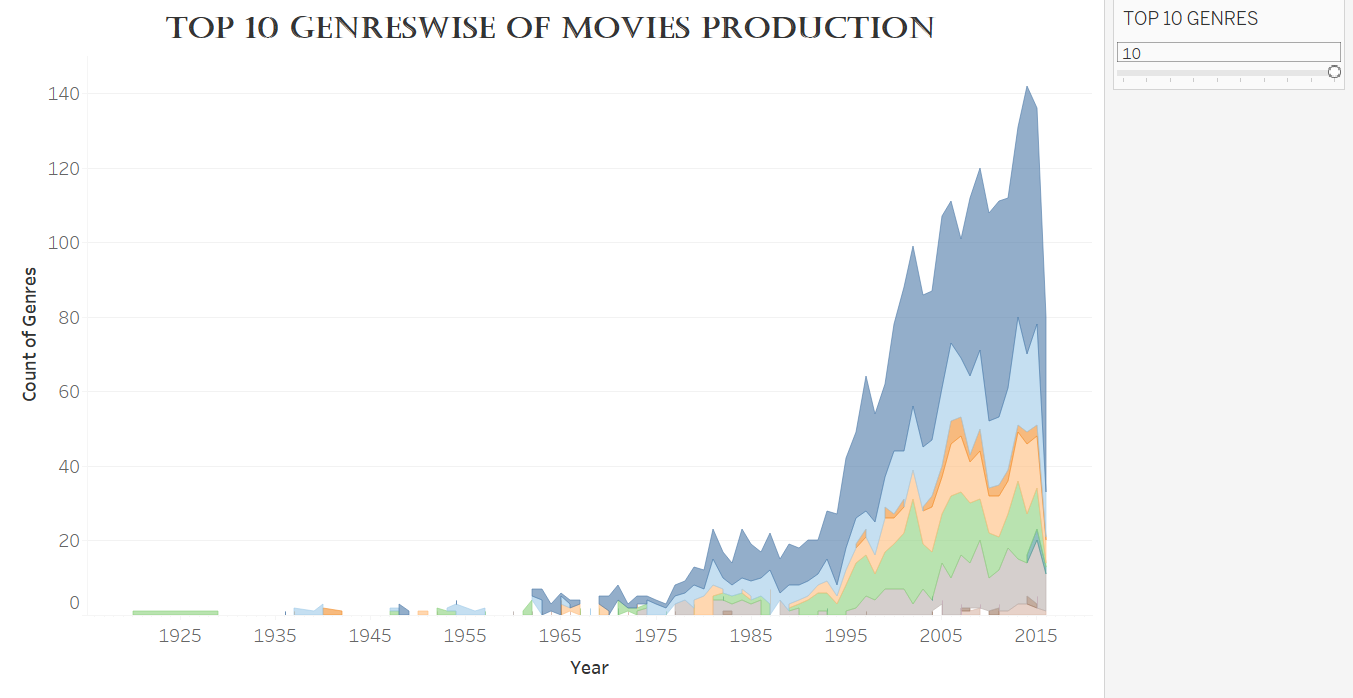 TOP 10 GENRESWISE OF MOVIES PRODUCTION
TOP 10 GENRES
10
Count of Genres
140
120
100
80
60
40
20
0
1925 1935 1945 1955 1965 1975 1985 1995 2005 2015
Year